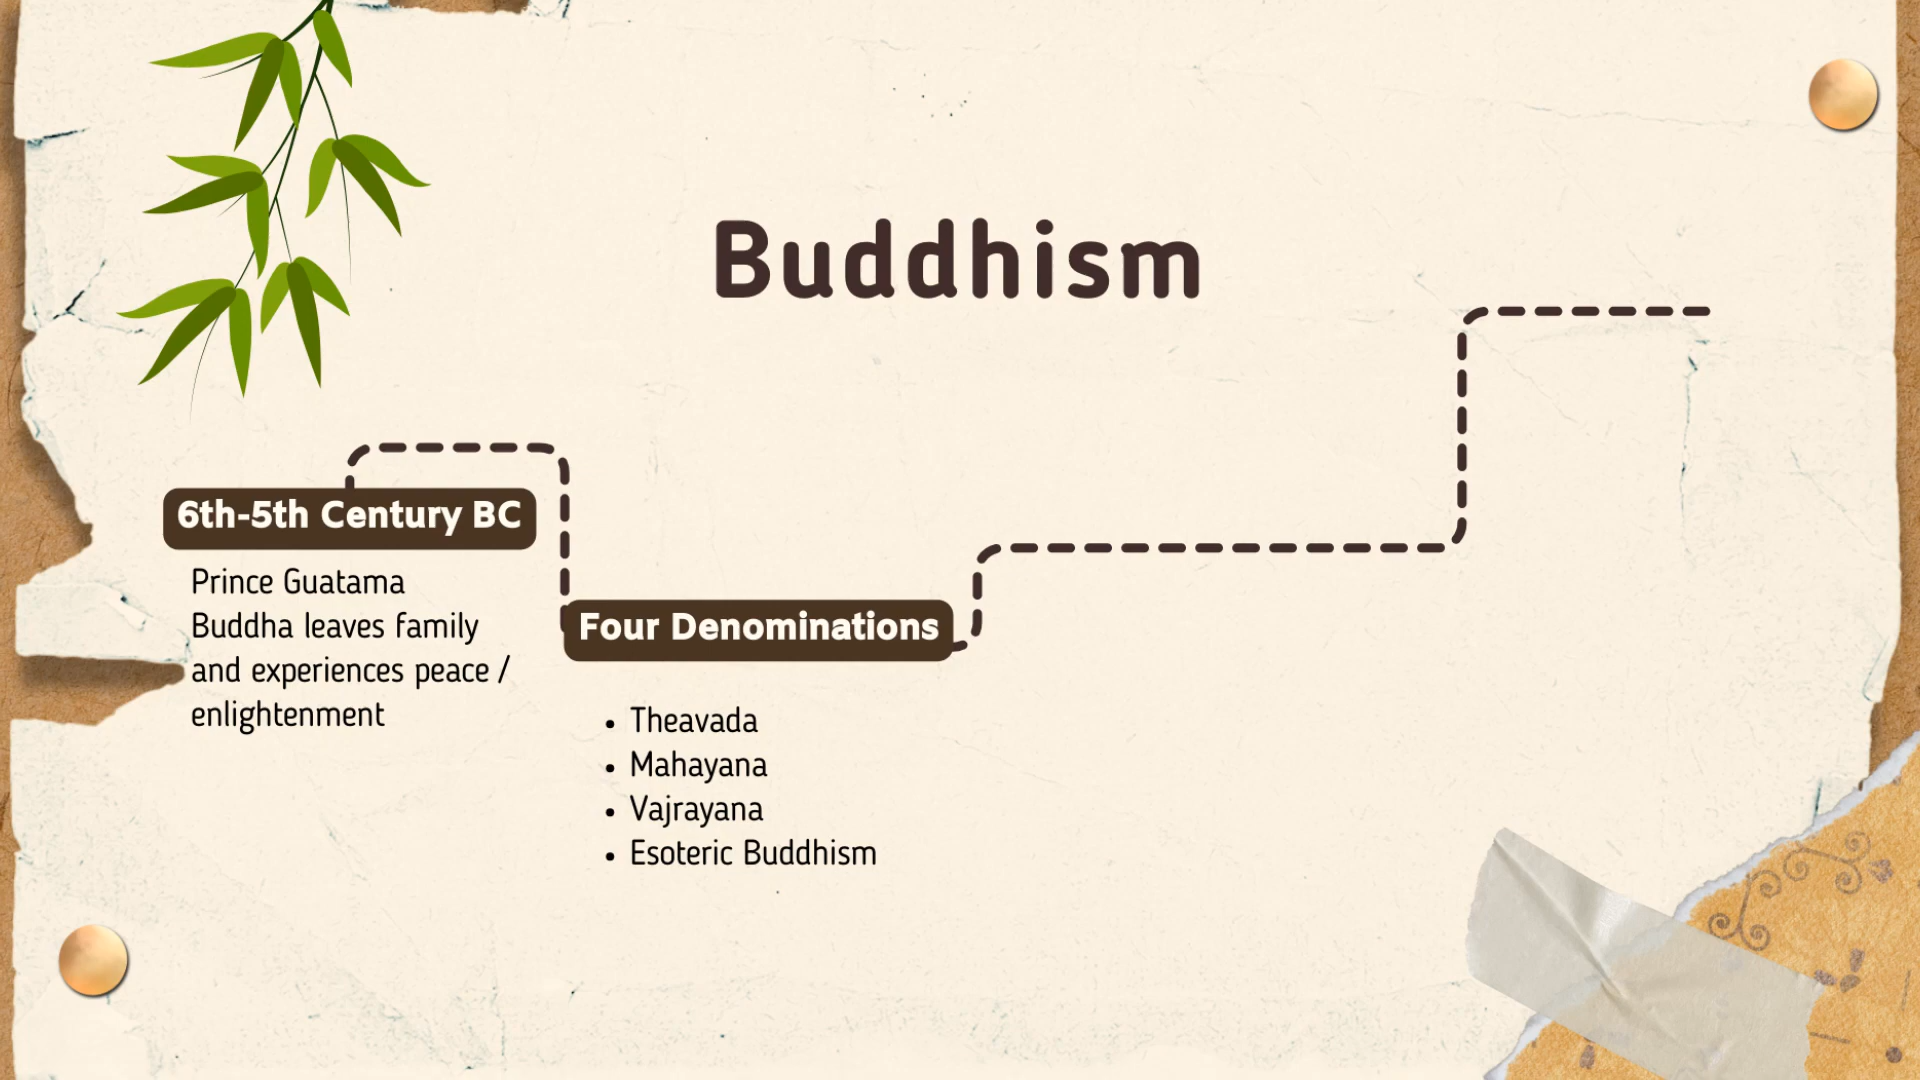 Buddhism
6th-5th Century BC
Prince Guatama
Buddha leaves family
and experiences peace /
enlightenment
Four Denominations
• Theavada
• Mahayana
• Vajrayana
• Esoteric Buddhism